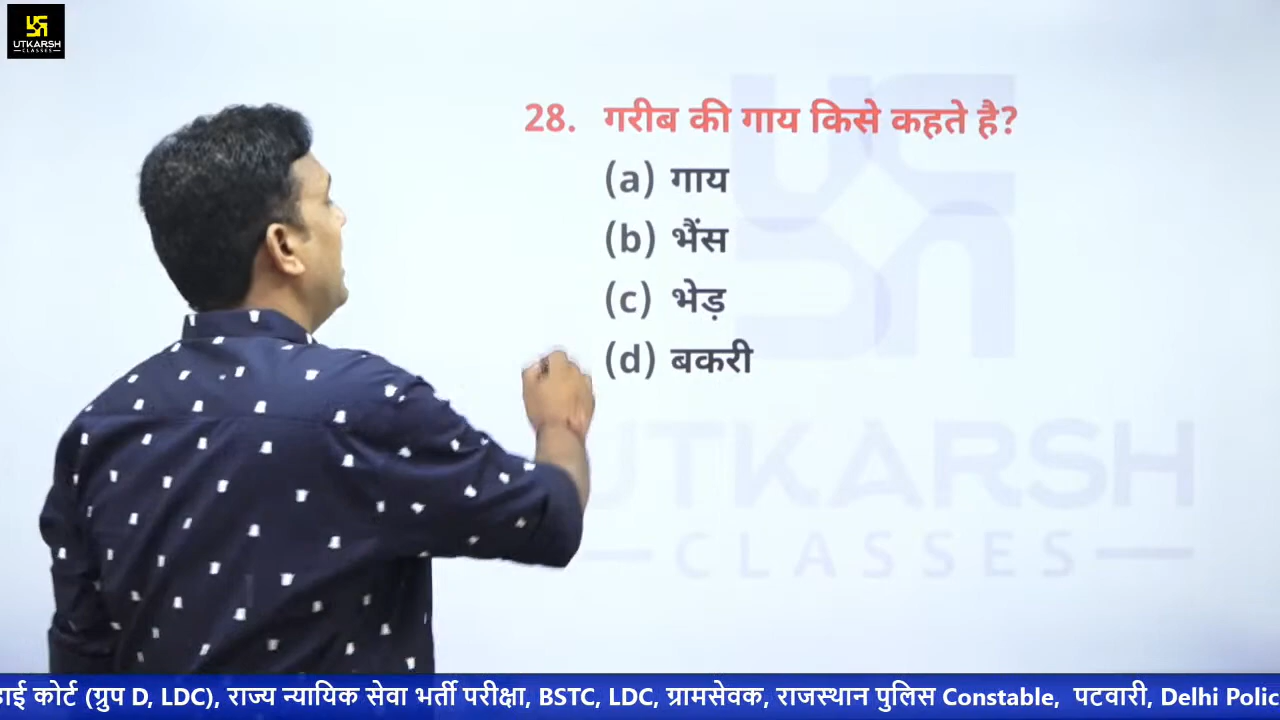 UTKARSH
CLASSES
28. गरीब की गाय किसे कहते है?
(a) गाय
(b) भैंस
(c) भेड़
(d) बकरी
UTKARSH
CLASSES
हाई कोर्ट (ग्रुप D, LDC), राज्य न्यायिक सेवा भर्ती परीक्षा, BSTC, LDC, ग्रामसेवक, राजस्थान पुलिस Constable, पटवारी, Delhi Polic